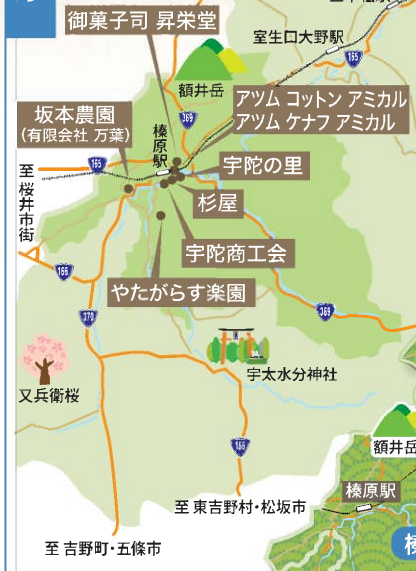 御菓子司 昇栄堂
室生口大野駅
165
額井岳
アツム コットン アミカル
アツム ケナフ アミカル
坂本農園
(有限会社 万葉)
369
榛原駅
165
宇陀の里
至 桜井市街
杉屋
宇陀商工会
166
やたがらす楽園
370
369
宇太水分神社
又兵衛桜
166
額井岳
榛原駅
至 東吉野村・松坂市
至 吉野町・五條市